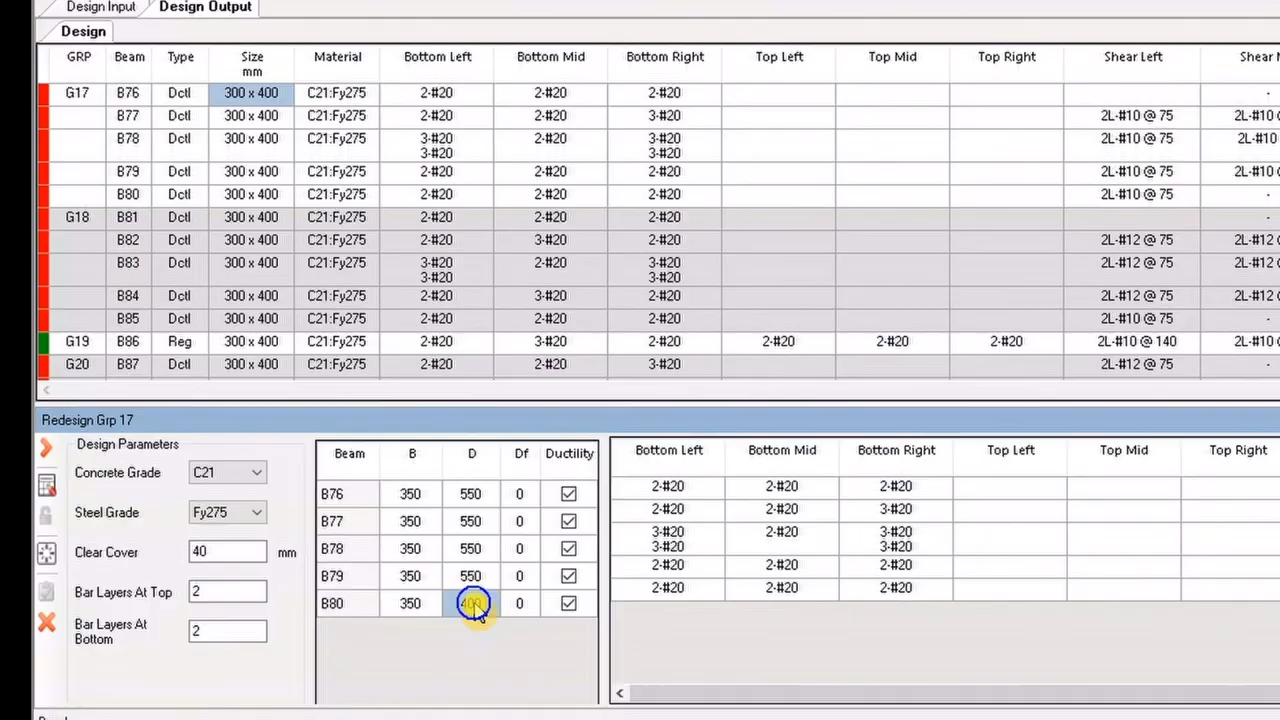 Design Input Design Output
Design
GRP Beam Type Size mm Material Bottom Left Bottom Mid Bottom Right Top Left Top Mid Top Right Shear Left Shear
G17 B76 Dctl 300 x 400 C21:Fy275 2-#20 2-#20 2-#20 -
B77 Dctl 300 x 400 C21:Fy275 2-#20 2-#20 3-#20 2L-#10 @ 75 2L-#10
B78 Dctl 300 x 400 C21:Fy275 3-#20 2-#20 3-#20 2L-#10 @ 75 2L-#10
3-#20 3-#20
B79 Dctl 300 x 400 C21:Fy275 2-#20 2-#20 2-#20 2L-#10 @ 75 2L-#10
B80 Dctl 300 x 400 C21:Fy275 2-#20 2-#20 2-#20 2L-#10 @ 75 -
G18 B81 Dctl 300 x 400 C21:Fy275 2-#20 2-#20 2-#20 -
B82 Dctl 300 x 400 C21:Fy275 2-#20 3-#20 2-#20 2L-#12 @ 75 2L-#12
B83 Dctl 300 x 400 C21:Fy275 3-#20 2-#20 3-#20 2L-#12 @ 75 2L-#12
3-#20 3-#20
B84 Dctl 300 x 400 C21:Fy275 2-#20 3-#20 2-#20 2L-#12 @ 75 2L-#12
B85 Dctl 300 x 400 C21:Fy275 2-#20 2-#20 2-#20 2L-#12 @ 75 -
G19 B86 Reg 300 x 400 C21:Fy275 2-#20 3-#20 2-#20 2-#20 2-#20 2-#20 2L-#10 @ 140 2L-#10
G20 B87 Dctl 300 x 400 C21:Fy275 2-#20 2-#20 3-#20 2L-#12 @ 75 -
Redesign Grp 17
Design Parameters
Concrete Grade C21
Steel Grade Fy275
Clear Cover 40 mm
Bar Layers At Top 2
Bar Layers At Bottom 2
Beam B D Df Ductility
B76 350 550 0
B77 350 550 0
B78 350 550 0
B79 350 550 0
B80 350 400 0
Bottom Left Bottom Mid Bottom Right Top Left Top Mid Top Right
2-#20 2-#20 2-#20
2-#20 2-#20 3-#20
3-#20 2-#20 3-#20
3-#20 3-#20
2-#20 2-#20 2-#20
2-#20 2-#20 2-#20